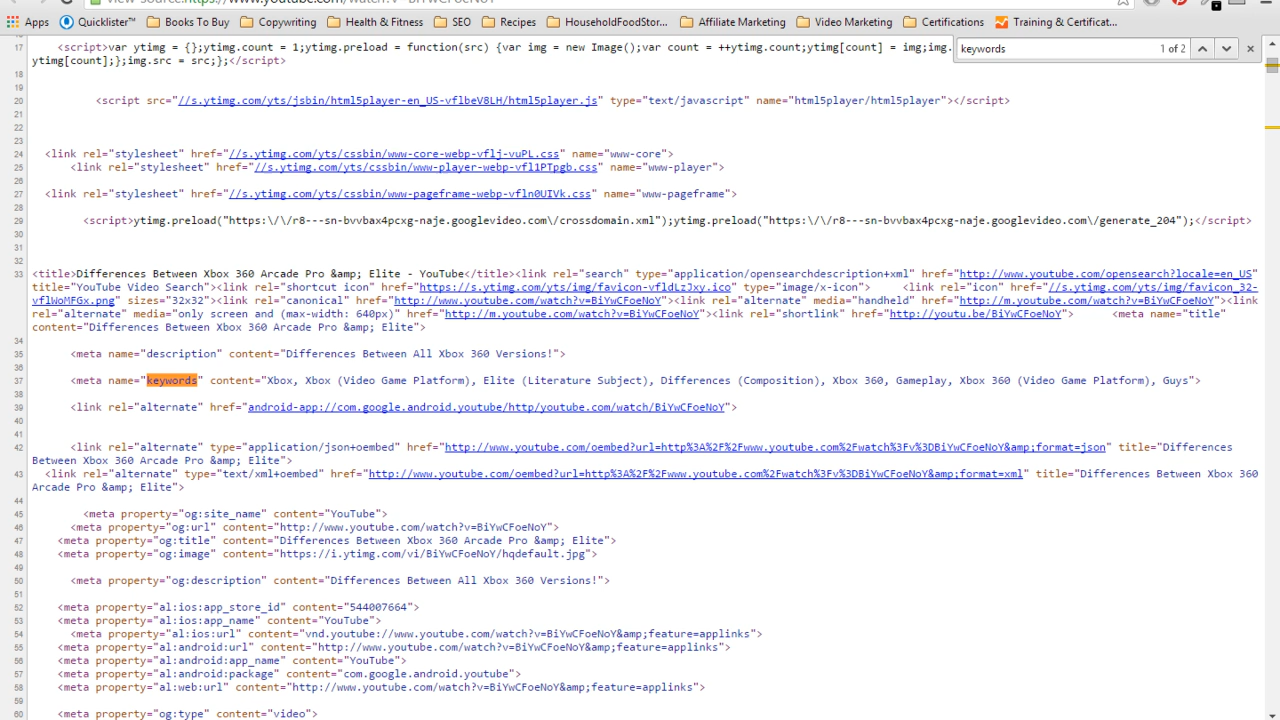 view-source:https://www.youtube.com/watch?v=BiYwCFoeNoY
Apps Quicklister™ Books To Buy Copywriting Health & Fitness SEO Recipes HouseholdFoodStor... Affiliate Marketing Video Marketing Certifications Training & Certificat...
keywords 1 of 2
16
17 <script>var ytimg = {};ytimg.count = 1;ytimg.preload = function(src) {var img = new Image();var count = ++ytimg.count;ytimg[count] = img;img.
ytimg[count];};img.src = src;};</script>
18
19
20 <script src="//s.ytimg.com/yts/jsbin/html5player-en_US-vflbeV8LH/html5player.js" type="text/javascript" name="html5player/html5player"></script>
21
22
23
24 <link rel="stylesheet" href="//s.ytimg.com/yts/cssbin/www-core-webp-vflj-vuPL.css" name="www-core">
25 <link rel="stylesheet" href="//s.ytimg.com/yts/cssbin/www-player-webp-vfl1PTpgb.css" name="www-player">
26
27 <link rel="stylesheet" href="//s.ytimg.com/yts/cssbin/www-pageframe-webp-vfln0UIVk.css" name="www-pageframe">
28
29 <script>ytimg.preload("https:\/\/r8---sn-bvvbax4pcxg-naje.googlevideo.com\/crossdomain.xml");ytimg.preload("https:\/\/r8---sn-bvvbax4pcxg-naje.googlevideo.com\/generate_204");</script>
30
31
32
33 <title>Differences Between Xbox 360 Arcade Pro &amp; Elite - YouTube</title><link rel="search" type="application/opensearchdescription+xml" href="http://www.youtube.com/opensearch?locale=en_US"
title="YouTube Video Search"><link rel="shortcut icon" href="https://s.ytimg.com/yts/img/favicon-vfldLzJxy.ico" type="image/x-icon"> <link rel="icon" href="//s.ytimg.com/yts/img/favicon_32-
vflWoMFGx.png" sizes="32x32"><link rel="canonical" href="http://www.youtube.com/watch?v=BiYwCFoeNoY"><link rel="alternate" media="handheld" href="http://m.youtube.com/watch?v=BiYwCFoeNoY"><link
rel="alternate" media="only screen and (max-width: 640px)" href="http://m.youtube.com/watch?v=BiYwCFoeNoY"><link rel="shortlink" href="http://youtu.be/BiYwCFoeNoY"> <meta name="title"
content="Differences Between Xbox 360 Arcade Pro &amp; Elite">
34
35 <meta name="description" content="Differences Between All Xbox 360 Versions!">
36
37 <meta name="keywords" content="Xbox, Xbox (Video Game Platform), Elite (Literature Subject), Differences (Composition), Xbox 360, Gameplay, Xbox 360 (Video Game Platform), Guys">
38
39 <link rel="alternate" href="android-app://com.google.android.youtube/http/youtube.com/watch/BiYwCFoeNoY">
40
41
42 <link rel="alternate" type="application/json+oembed" href="http://www.youtube.com/oembed?url=http%3A%2F%2Fwww.youtube.com%2Fwatch%3Fv%3DBiYwCFoeNoY&amp;format=json" title="Differences
Between Xbox 360 Arcade Pro &amp; Elite">
43 <link rel="alternate" type="text/xml+oembed" href="http://www.youtube.com/oembed?url=http%3A%2F%2Fwww.youtube.com%2Fwatch%3Fv%3DBiYwCFoeNoY&amp;format=xml" title="Differences Between Xbox 360
Arcade Pro &amp; Elite">
44
45 <meta property="og:site_name" content="YouTube">
46 <meta property="og:url" content="http://www.youtube.com/watch?v=BiYwCFoeNoY">
47 <meta property="og:title" content="Differences Between Xbox 360 Arcade Pro &amp; Elite">
48 <meta property="og:image" content="https://i.ytimg.com/vi/BiYwCFoeNoY/hqdefault.jpg">
49
50 <meta property="og:description" content="Differences Between All Xbox 360 Versions!">
51
52 <meta property="al:ios:app_store_id" content="544007664">
53 <meta property="al:ios:app_name" content="YouTube">
54 <meta property="al:ios:url" content="vnd.youtube://www.youtube.com/watch?v=BiYwCFoeNoY&amp;feature=applinks">
55 <meta property="al:android:url" content="http://www.youtube.com/watch?v=BiYwCFoeNoY&amp;feature=applinks">
56 <meta property="al:android:app_name" content="YouTube">
57 <meta property="al:android:package" content="com.google.android.youtube">
58 <meta property="al:web:url" content="http://www.youtube.com/watch?v=BiYwCFoeNoY&amp;feature=applinks">
59
60 <meta property="og:type" content="video">